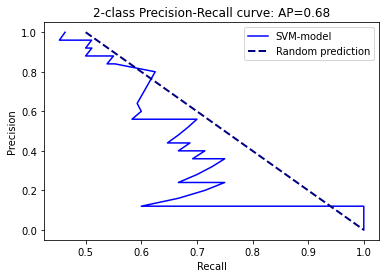 2-class Precision-Recall curve: AP=0.68
SVM-model
Random prediction
Precision
1.0
0.8
0.6
0.4
0.2
0.0
0.5 0.6 0.7 0.8 0.9 1.0
Recall